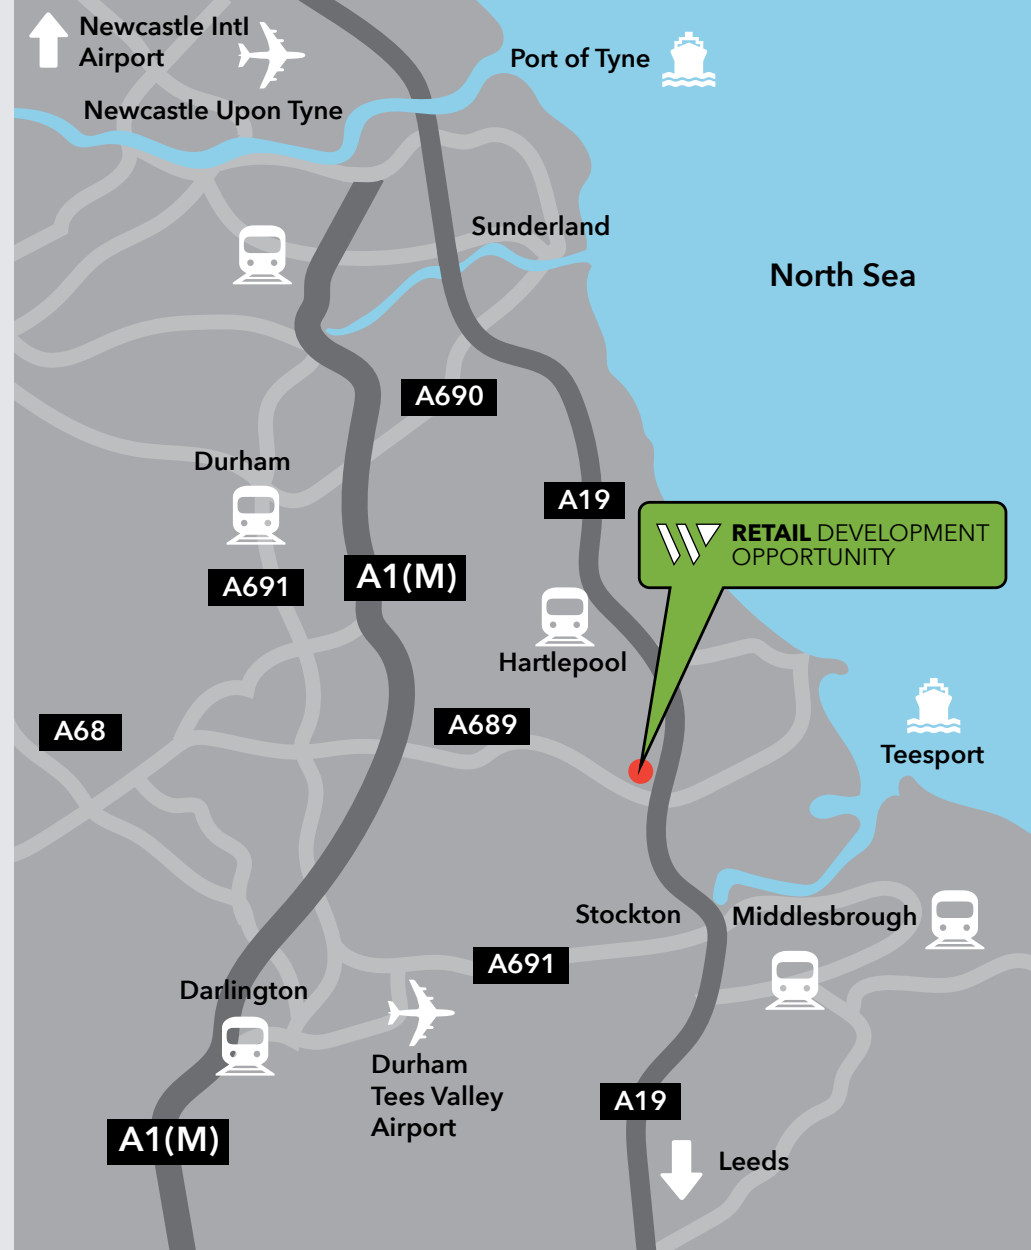 Newcastle Intl
Airport
Port of Tyne
Newcastle Upon Tyne
Sunderland
North Sea
A690
Durham
A19
RETAIL DEVELOPMENT
OPPORTUNITY
A691
A1(M)
Hartlepool
A68
A689
Teesport
Stockton
Middlesbrough
A691
Darlington
Durham
Tees Valley
Airport
A19
A1(M)
Leeds